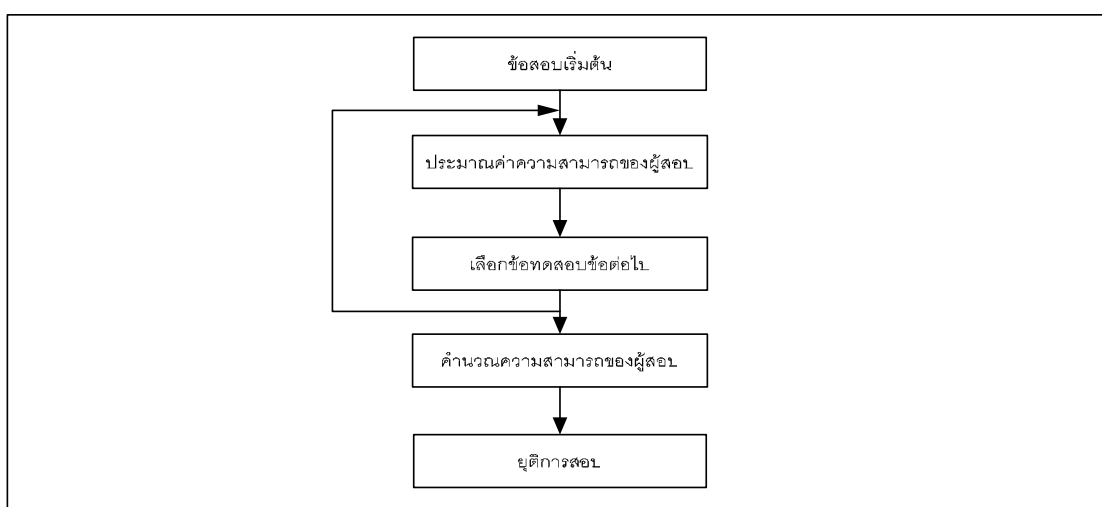 ข้อสอบเริ่มต้น
ประมาณค่าความสามารถของผู้สอบ
เลือกข้อทดสอบข้อต่อไป
คำนวณความสามารถของผู้สอบ
ยุติการสอบ